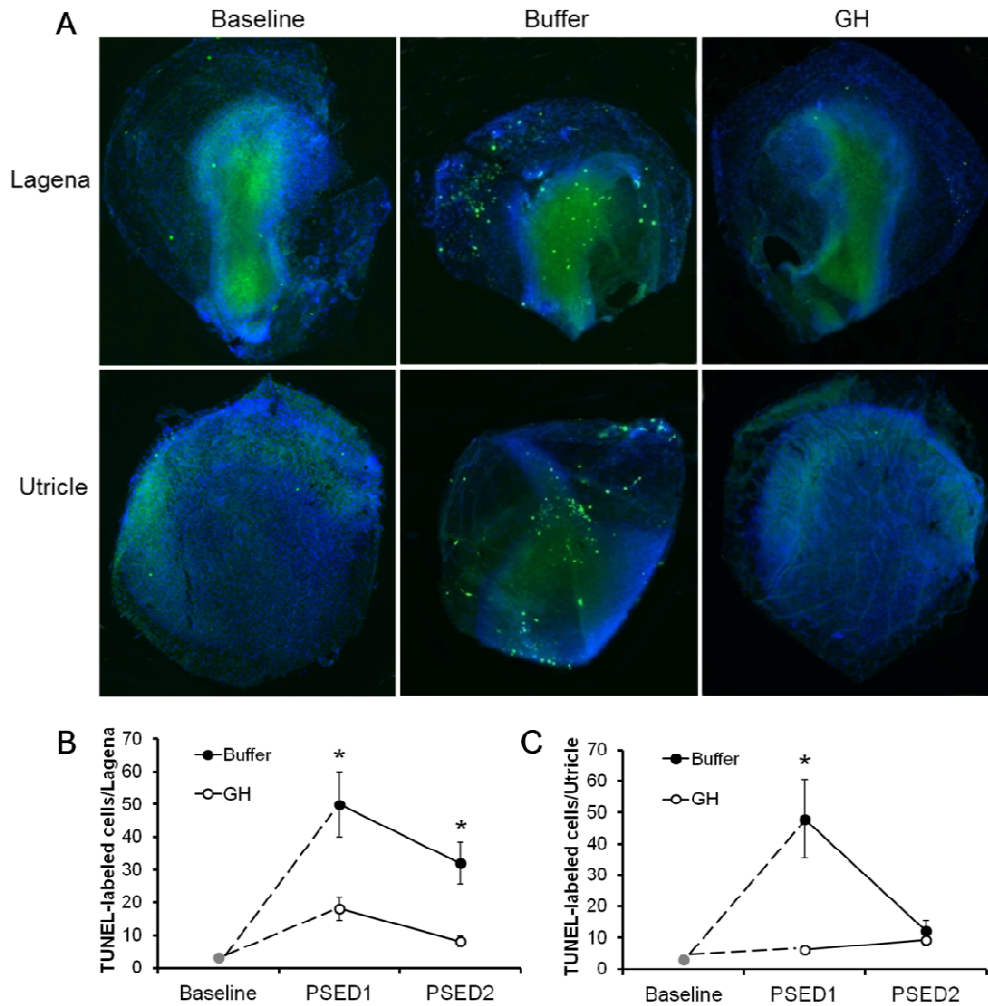 A
Baseline
Buffer
GH
Lagena
Utricle
B
TUNEL-labeled cells/Lagena
70
60
50
40
30
20
10
0
Buffer
GH
*
*
Baseline
PSED1
PSED2
C
TUNEL-labeled cells/Utricle
70
60
50
40
30
20
10
0
Buffer
GH
*
Baseline
PSED1
PSED2